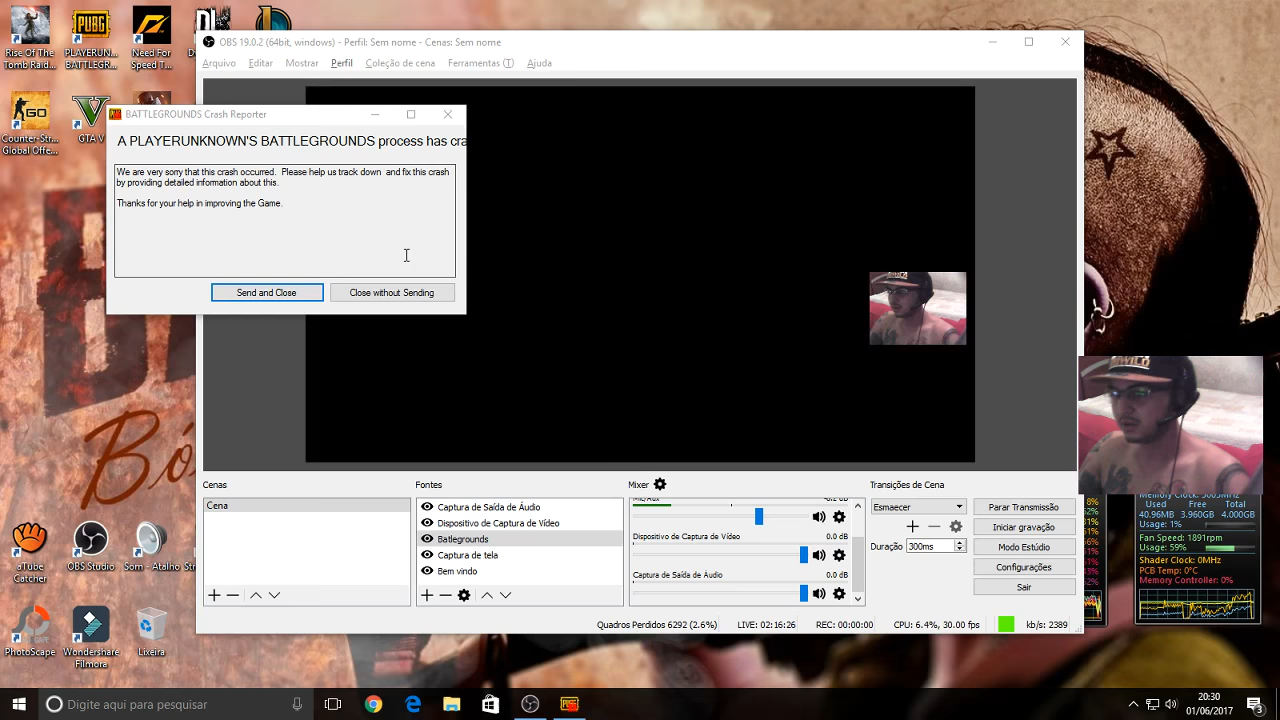 Rise Of The
Tomb Raid...
PUBG
PLAYERUN...
BATTLEGR...
Need For
Speed T...
GO
Counter-Str...
Global Offe...
GTA V
OBS 19.0.2 (64bit, windows) - Perfil: Sem nome - Cenas: Sem nome
Arquivo Editar Mostrar Perfil Coleção de cena Ferramentas (T) Ajuda
BATTLEGROUNDS Crash Reporter
A PLAYERUNKNOWN'S BATTLEGROUNDS process has cra
We are very sorry that this crash occurred. Please help us track down and fix this crash
by providing detailed information about this.
Thanks for your help in improving the Game.
Send and Close
Close without Sending
Bó
Cenas
Cena
Fontes
Captura de Saída de Áudio
Dispositivo de Captura de Vídeo
Batlegrounds
Captura de tela
Bem vindo
Mixer
Mic/Aux
Dispositivo de Captura de Vídeo 0.0 dB
Captura de Saída de Áudio 0.0 dB
Transições de Cena
Esmaecer
Duração 300ms
Parar Transmissão
Iniciar gravação
Modo Estúdio
Configurações
Sair
Quadros Perdidos 6292 (2.6%) LIVE: 02:16:26 REC: 00:00:00 CPU: 6.4%, 30.00 fps kb/s: 2389
Used Free Total
40.96MB 3.960GB 4.000GB
Usage: 1%
Fan Speed: 1891rpm
Usage: 59%
Shader Clock: 0MHz
PCB Temp: 0°C
Memory Controller: 0%
aTube
Catcher
OBS Studio
Som - Atalho
PhotoScape
Wondershare
Filmora
Lixeira
Digite aqui para pesquisar
20:30
01/06/2017
3